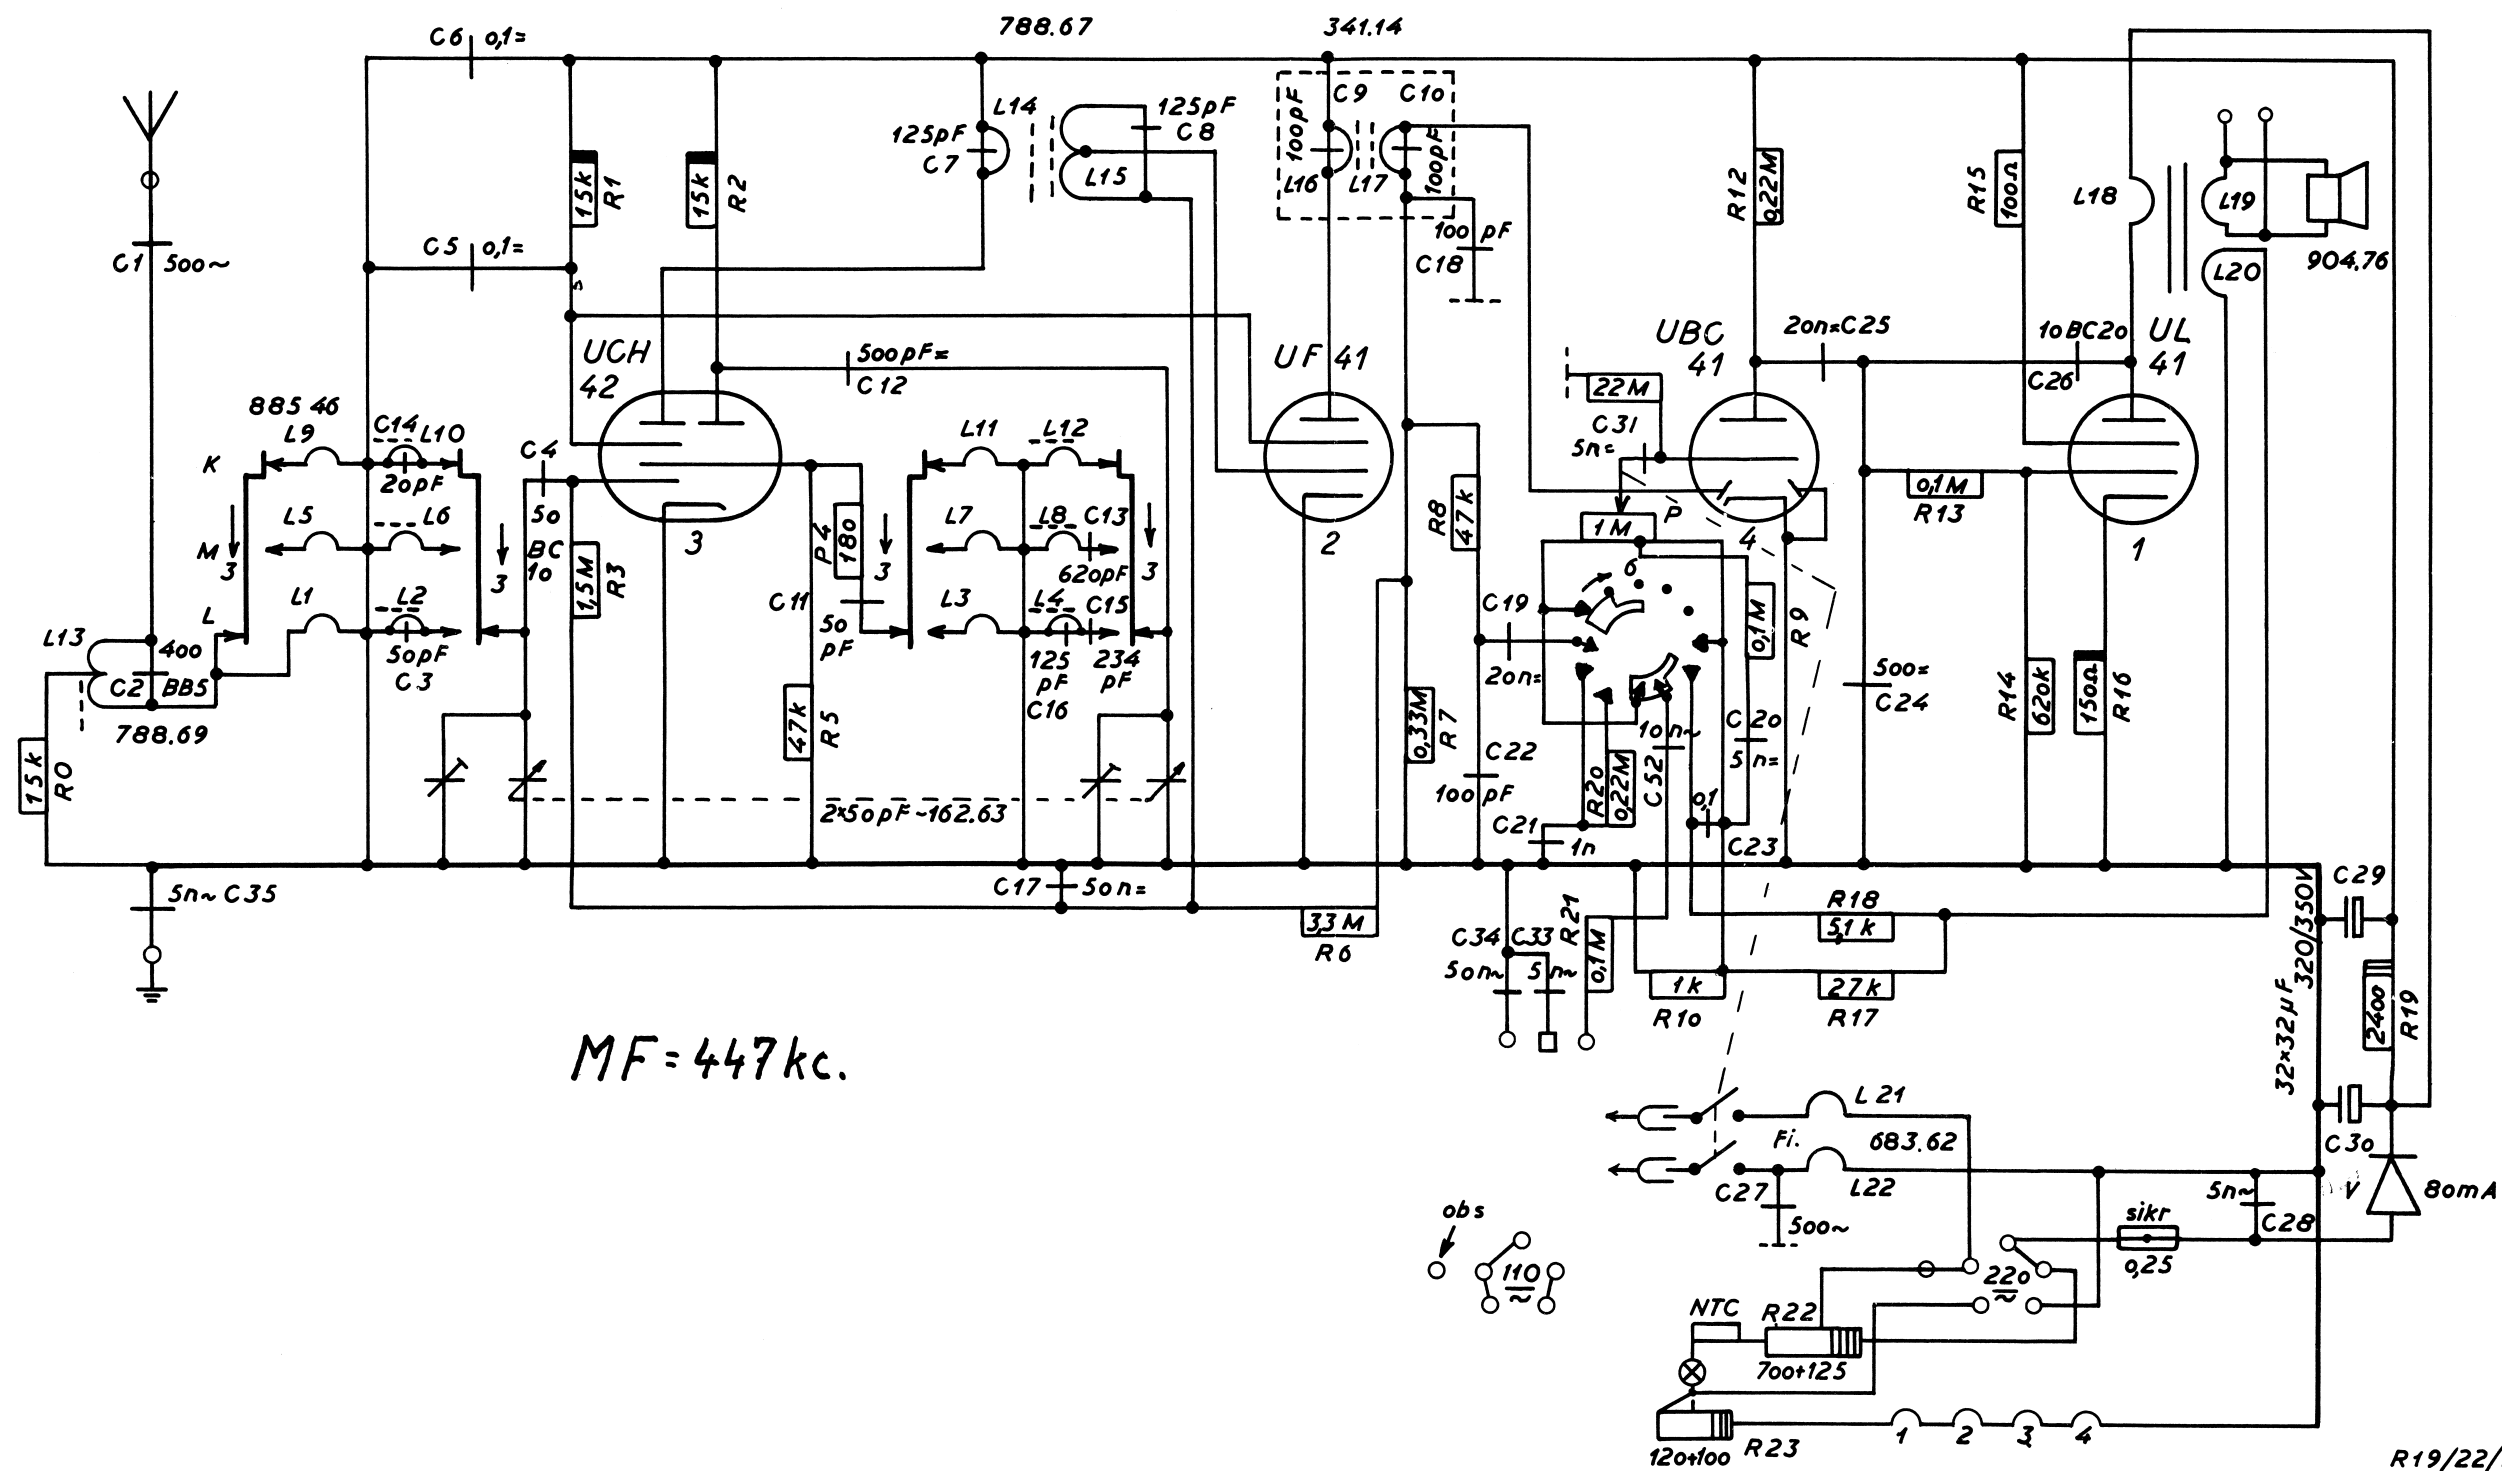 788.67
341.14
C6 0,1=
L14
125pF
C8
125pF
C7
L15
C9
C10
100pF
100pF
L16
L17
15k
R1
15k
R2
R12
0,22M
R15
100Ω
L18
L19
L20
904.76
C1 500~
C5 0,1=
100 pF
C18
UCH
42
500pF=
C12
UF 41
UBC
41
20n=C25
10BC20
C26
UL
41
885 46
L9
C14
L10
K
20pF
C4
50
BC
10
L11
L12
22M
C31
5n=
P
L5
L6
M
3
3
L7
L8
C13
620pF
3
3
3
P4
180
2
R8
47k
1M
4
0,1M
R13
1
1,5M
R3
L1
L2
L
50pF
C3
C11
50
pF
L3
L4
C15
125
pF
C16
234
pF
6
C19
20n=
0,1M
R9
L13
400
C2
BB5
788.69
15k
R0
47k
R5
0,33M
R7
C22
100 pF
10n~
C52
R20
0,22M
C20
5n=
0,1
C23
500=
C24
R14
620k
150Ω
R16
2x50pF~162.63
C21
1n
5n~ C35
C17
50n=
3,3M
R6
C34
50n~
C33
5n~
R21
0,1M
R18
5,1k
1k
R10
27k
R17
320/350V
32x32μF
C29
2400
R19
C30
MF=447kc.
L 21
Fi.
683.62
C27
L22
500~
5n~
C28
V
80mA
sikr
0,25
obs
110
~
220
~
NTC
R22
700+125
120+100
R23
1
2
3
4
R19/22/